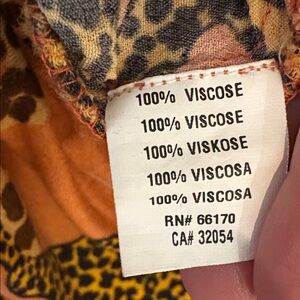 100% VISCOSE
100% VISCOSE
100% VISKOSE
100% VISCOSA
100% VISCOSA
RN# 66170
CA# 32054